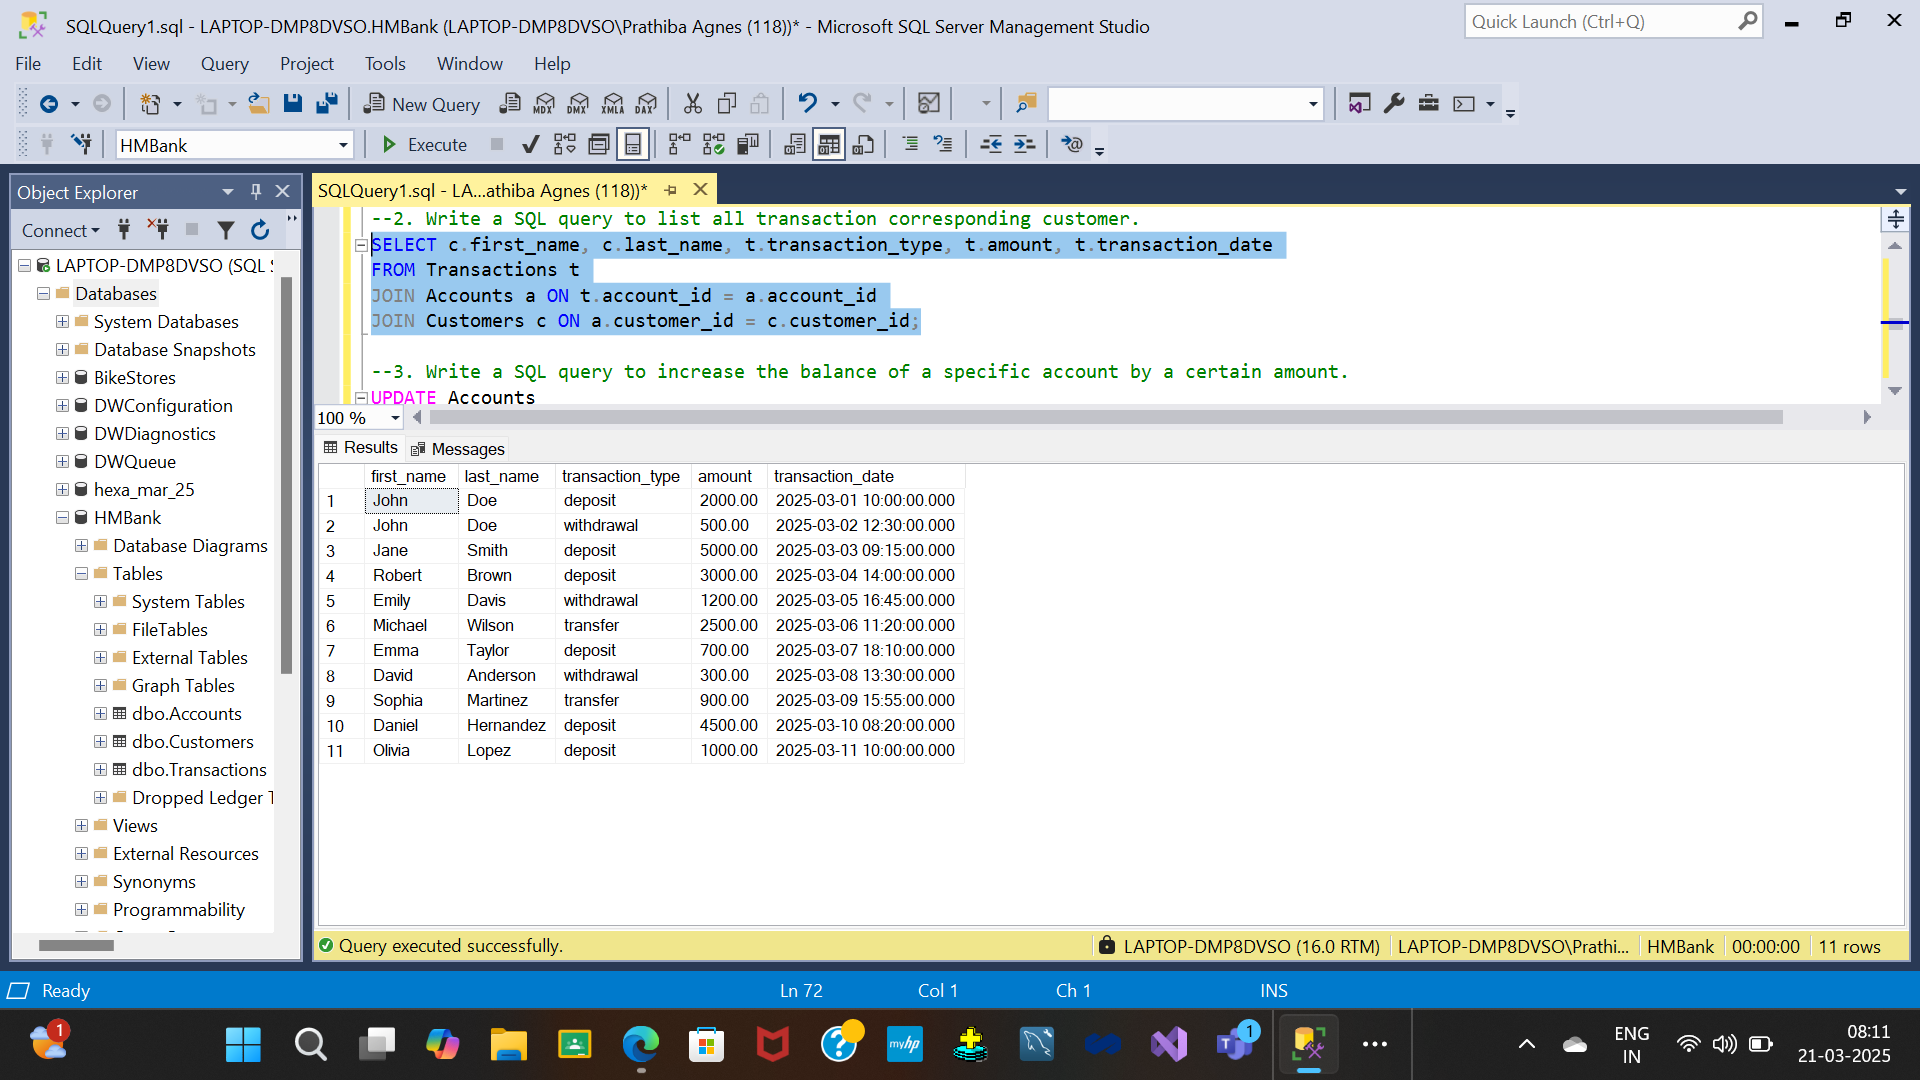 SQLQuery1.sql - LAPTOP-DMP8DVSO.HMBank (LAPTOP-DMP8DVSO\Prathiba Agnes (118))* - Microsoft SQL Server Management Studio
Quick Launch (Ctrl+Q)
File Edit View Query Project Tools Window Help
New Query MDX DMX XMLA DAX
HMBank Execute
Object Explorer
SQLQuery1.sql - LA...athiba Agnes (118))*
Connect
LAPTOP-DMP8DVSO (SQL S
Databases
System Databases
Database Snapshots
BikeStores
DWConfiguration
DWDiagnostics
DWQueue
hexa_mar_25
HMBank
Database Diagrams
Tables
System Tables
FileTables
External Tables
Graph Tables
dbo.Accounts
dbo.Customers
dbo.Transactions
Dropped Ledger T
Views
External Resources
Synonyms
Programmability
--2. Write a SQL query to list all transaction corresponding customer.
SELECT c.first_name, c.last_name, t.transaction_type, t.amount, t.transaction_date
FROM Transactions t
JOIN Accounts a ON t.account_id = a.account_id
JOIN Customers c ON a.customer_id = c.customer_id;
--3. Write a SQL query to increase the balance of a specific account by a certain amount.
UPDATE Accounts
100 %
Results Messages
first_name last_name transaction_type amount transaction_date
1 John Doe deposit 2000.00 2025-03-01 10:00:00.000
2 John Doe withdrawal 500.00 2025-03-02 12:30:00.000
3 Jane Smith deposit 5000.00 2025-03-03 09:15:00.000
4 Robert Brown deposit 3000.00 2025-03-04 14:00:00.000
5 Emily Davis withdrawal 1200.00 2025-03-05 16:45:00.000
6 Michael Wilson transfer 2500.00 2025-03-06 11:20:00.000
7 Emma Taylor deposit 700.00 2025-03-07 18:10:00.000
8 David Anderson withdrawal 300.00 2025-03-08 13:30:00.000
9 Sophia Martinez transfer 900.00 2025-03-09 15:55:00.000
10 Daniel Hernandez deposit 4500.00 2025-03-10 08:20:00.000
11 Olivia Lopez deposit 1000.00 2025-03-11 10:00:00.000
Query executed successfully. LAPTOP-DMP8DVSO (16.0 RTM) LAPTOP-DMP8DVSO\Prathi... HMBank 00:00:00 11 rows
Ready Ln 72 Col 1 Ch 1 INS
1 myhp 1 ENG 08:11
IN 21-03-2025